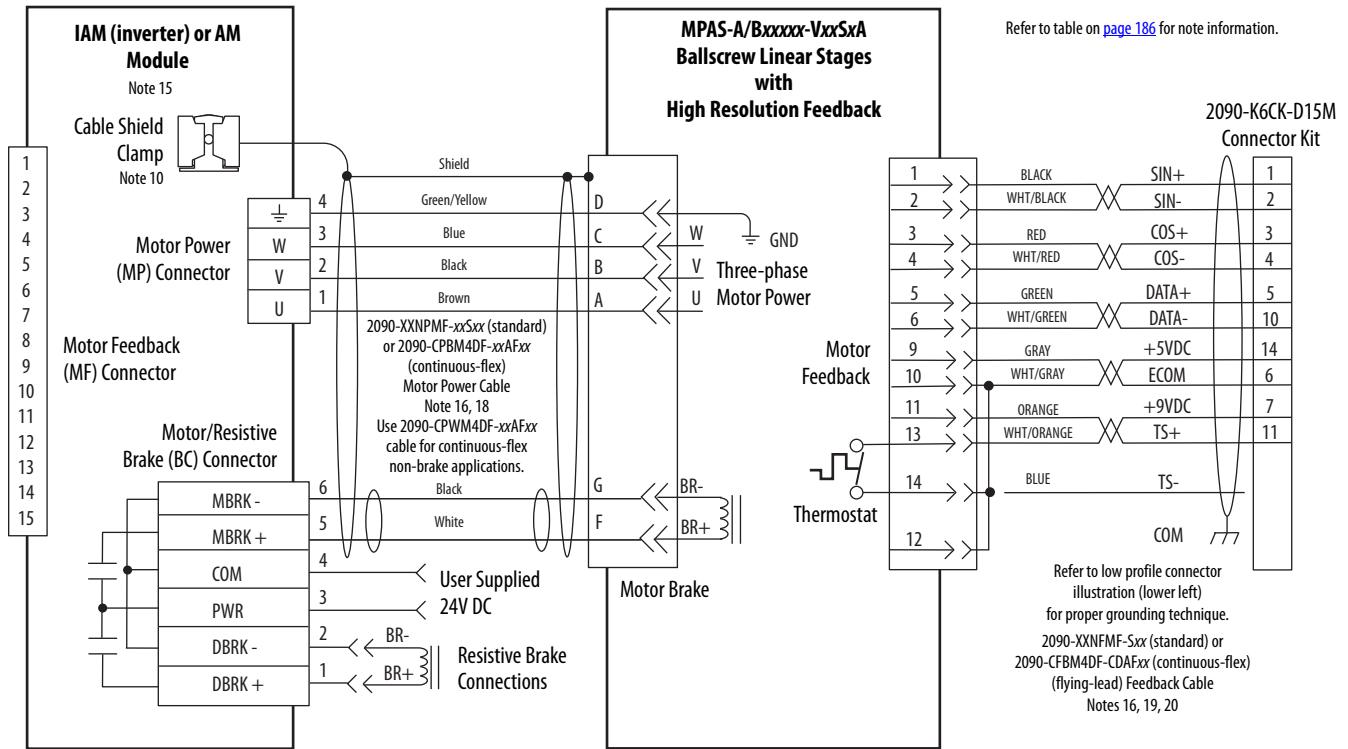 IAM (inverter) or AM
Module
Note 15
Cable Shield
Clamp
Note 10
1
2
3
4
5
6
7
8
9
10
11
12
13
14
15
Motor Power
(MP) Connector
W
V
U
4
3
2
1
Motor Feedback
(MF) Connector
Motor/Resistive
Brake (BC) Connector
MBRK -
MBRK +
COM
PWR
DBRK -
DBRK +
6
5
4
3
2
1
Shield
Green/Yellow
Blue
Black
Brown
2090-XXNPMF-xxSxx (standard)
or 2090-CPBM4DF-xxAFxx
(continuous-flex)
Motor Power Cable
Note 16, 18
Use 2090-CPWM4DF-xxAFxx
cable for continuous-flex
non-brake applications.
Black
White
User Supplied
24V DC
BR-
BR+
Resistive Brake
Connections
MPAS-A/Bxxxxx-VxxSxA
Ballscrew Linear Stages
with
High Resolution Feedback
D
C
B
A
W
V
U
GND
Three-phase
Motor Power
G
F
BR-
BR+
Motor Brake
Motor
Feedback
Thermostat
1
2
3
4
5
6
9
10
11
13
14
12
Refer to table on page 186 for note information.
2090-K6CK-D15M
Connector Kit
BLACK SIN+ 1
WHT/BLACK SIN- 2
RED COS+ 3
WHT/RED COS- 4
GREEN DATA+ 5
WHT/GREEN DATA- 10
GRAY +5VDC 14
WHT/GRAY ECOM 6
ORANGE +9VDC 7
WHT/ORANGE TS+ 11
BLUE TS-
COM
Refer to low profile connector
illustration (lower left)
for proper grounding technique.
2090-XXNFMF-Sxx (standard) or
2090-CFBM4DF-CDAFxx (continuous-flex)
(flying-lead) Feedback Cable
Notes 16, 19, 20